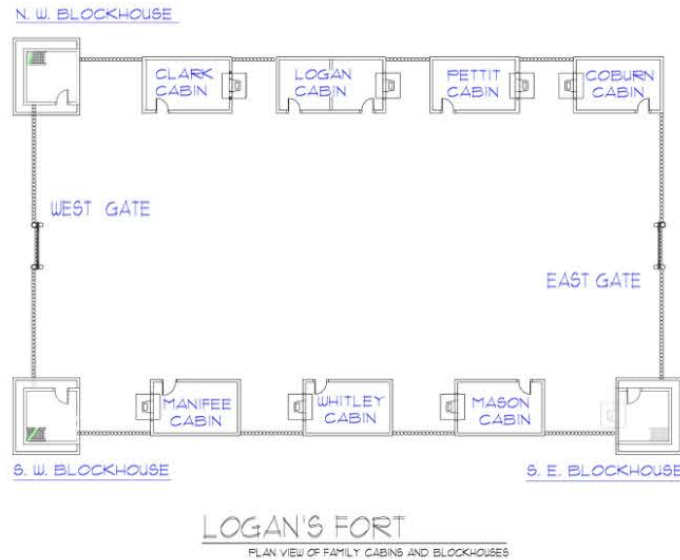 N. W. BLOCKHOUSE
CLARK
CABIN
LOGAN
CABIN
PETTIT
CABIN
COBURN
CABIN
WEST GATE
EAST GATE
MANIFEE
CABIN
WHITLEY
CABIN
MASON
CABIN
S. W. BLOCKHOUSE
S. E. BLOCKHOUSE
LOGAN'S FORT
PLAN VIEW OF FAMILY CABINS AND BLOCKHOUSES